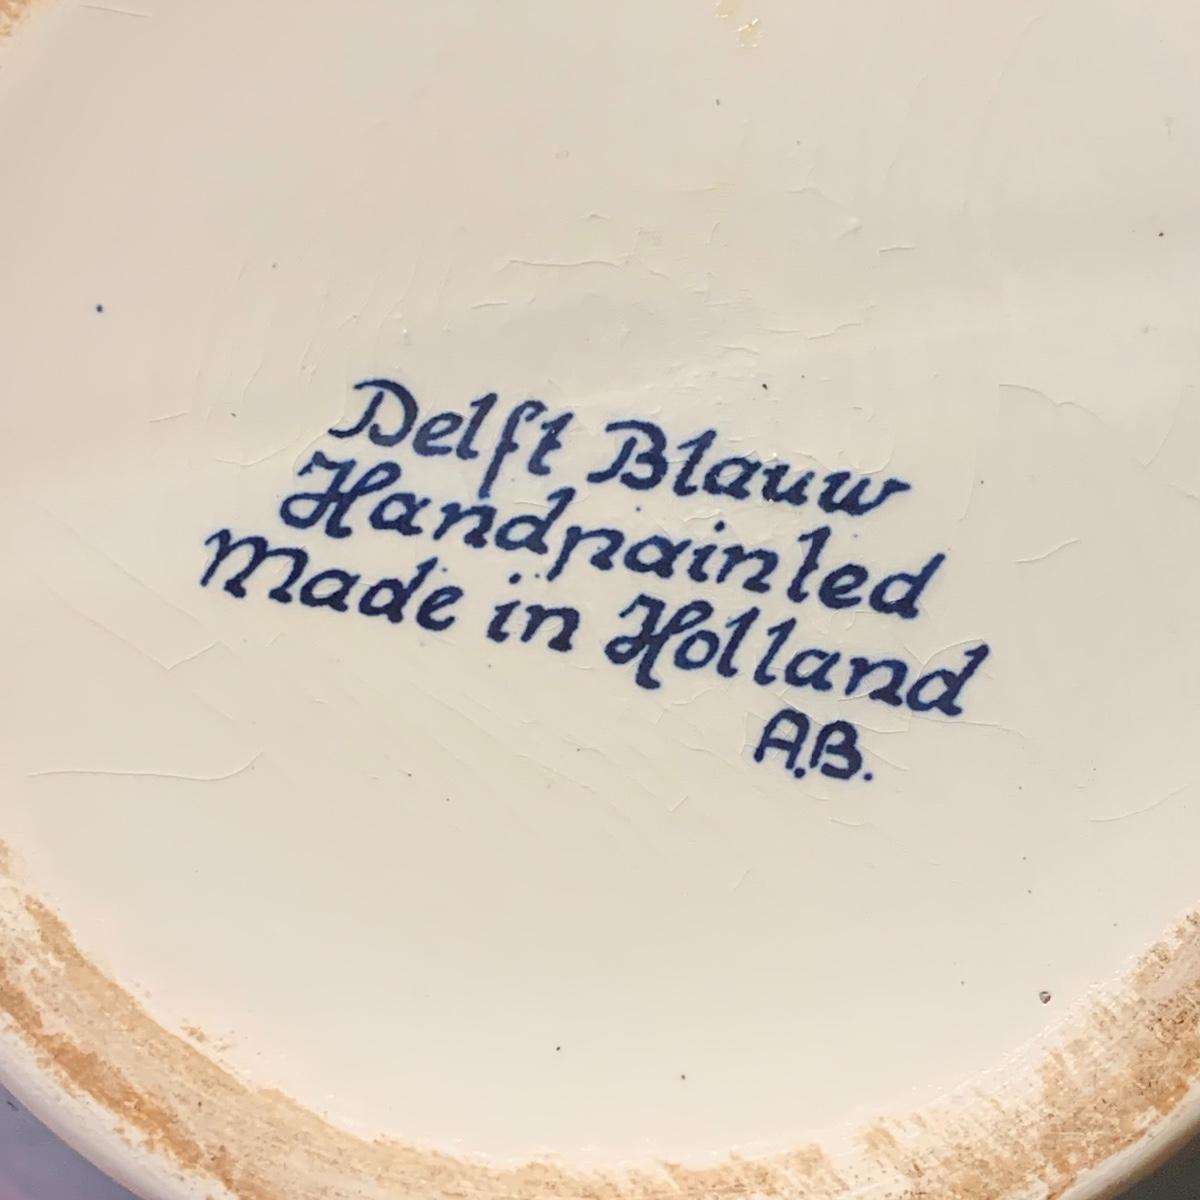 Delft Blauw
Handpainted
Made in Holland
A.B.